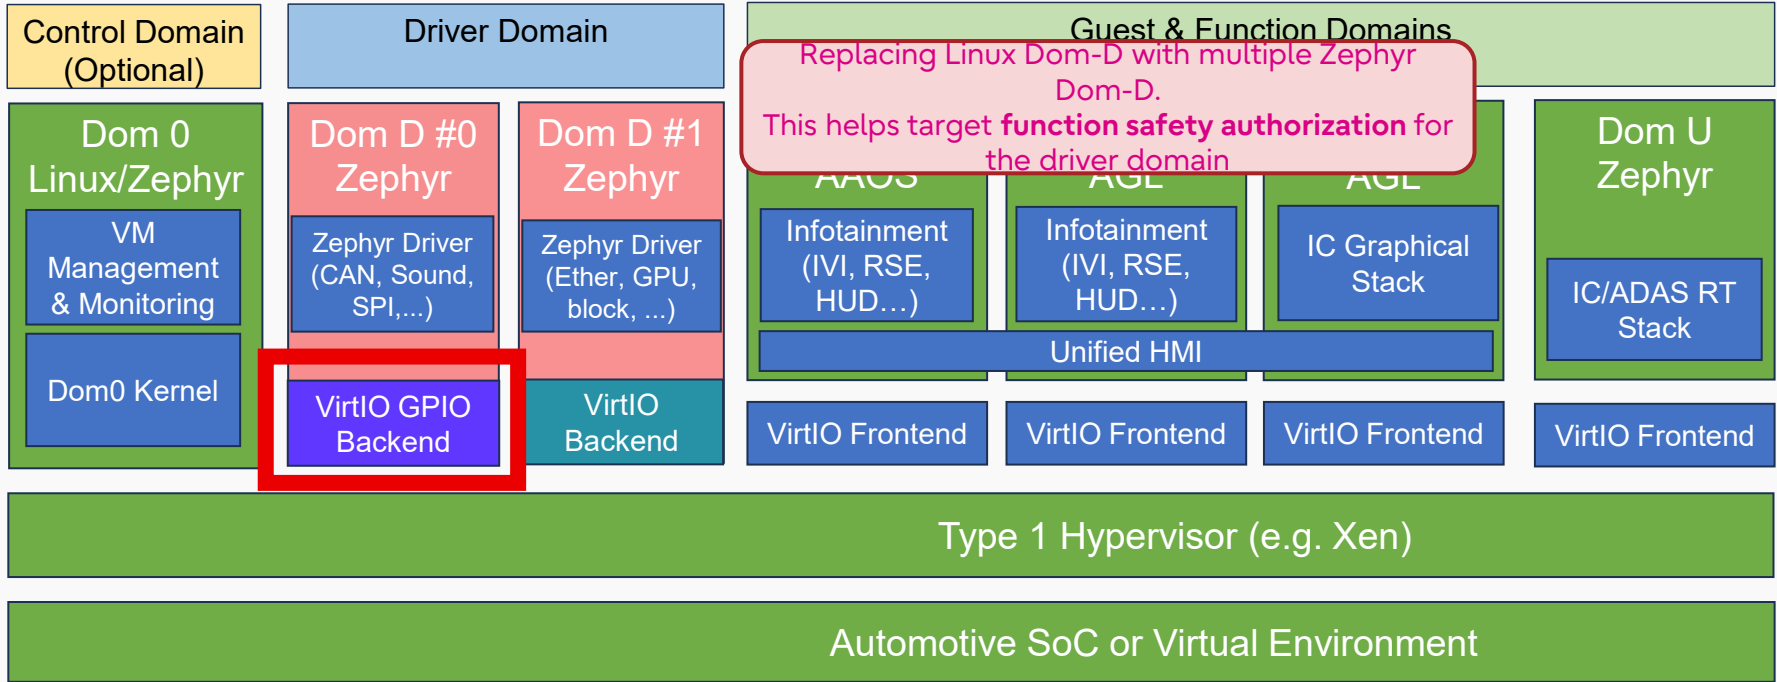 Control Domain
(Optional)
Driver Domain
Guest & Function Domains
Replacing Linux Dom-D with multiple Zephyr
Dom-D.
This helps target function safety authorization for
the driver domain
Dom 0
Linux/Zephyr
VM
Management
& Monitoring
Dom0 Kernel
Dom D #0
Zephyr
Zephyr Driver
(CAN, Sound,
SPI,...)
VirtIO GPIO
Backend
Dom D #1
Zephyr
Zephyr Driver
(Ether, GPU,
block, ...)
VirtIO
Backend
AAOS
Infotainment
(IVI, RSE,
HUD…)
AGL
Infotainment
(IVI, RSE,
HUD…)
AGL
IC Graphical
Stack
Unified HMI
Dom U
Zephyr
IC/ADAS RT
Stack
VirtIO Frontend
VirtIO Frontend
VirtIO Frontend
VirtIO Frontend
Type 1 Hypervisor (e.g. Xen)
Automotive SoC or Virtual Environment